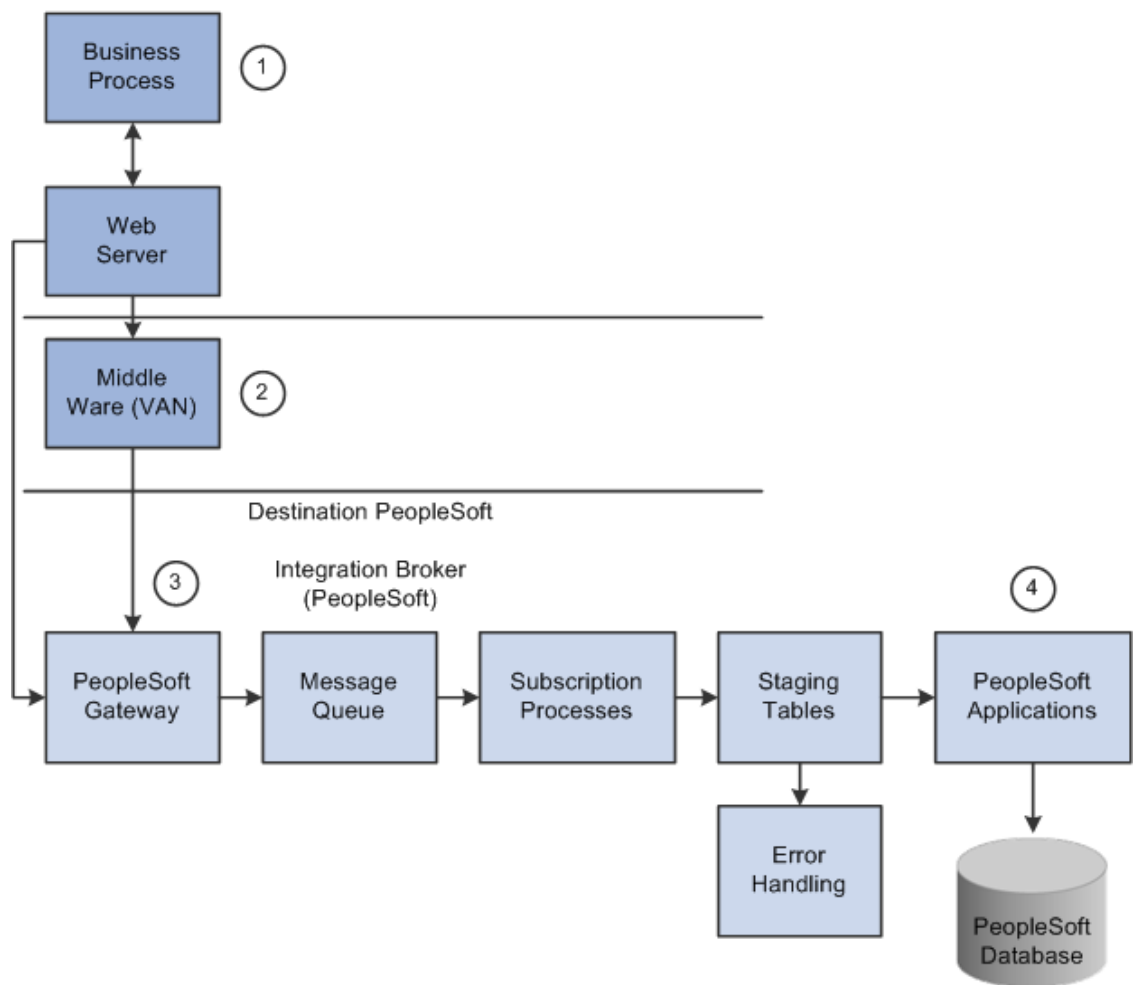 Business
Process
1
Web
Server
Middle
Ware (VAN)
2
Destination PeopleSoft
3
Integration Broker
(PeopleSoft)
4
PeopleSoft
Gateway
Message
Queue
Subscription
Processes
Staging
Tables
PeopleSoft
Applications
Error
Handling
PeopleSoft
Database